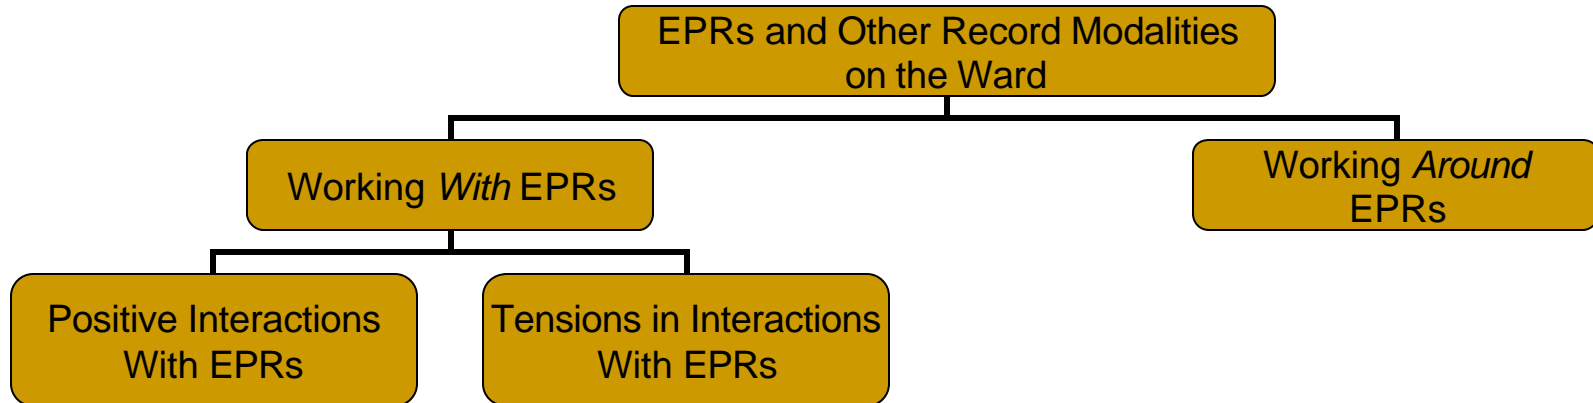 EPRs and Other Record Modalities
on the Ward
Working With EPRs
Working Around
EPRs
Positive Interactions
With EPRs
Tensions in Interactions
With EPRs